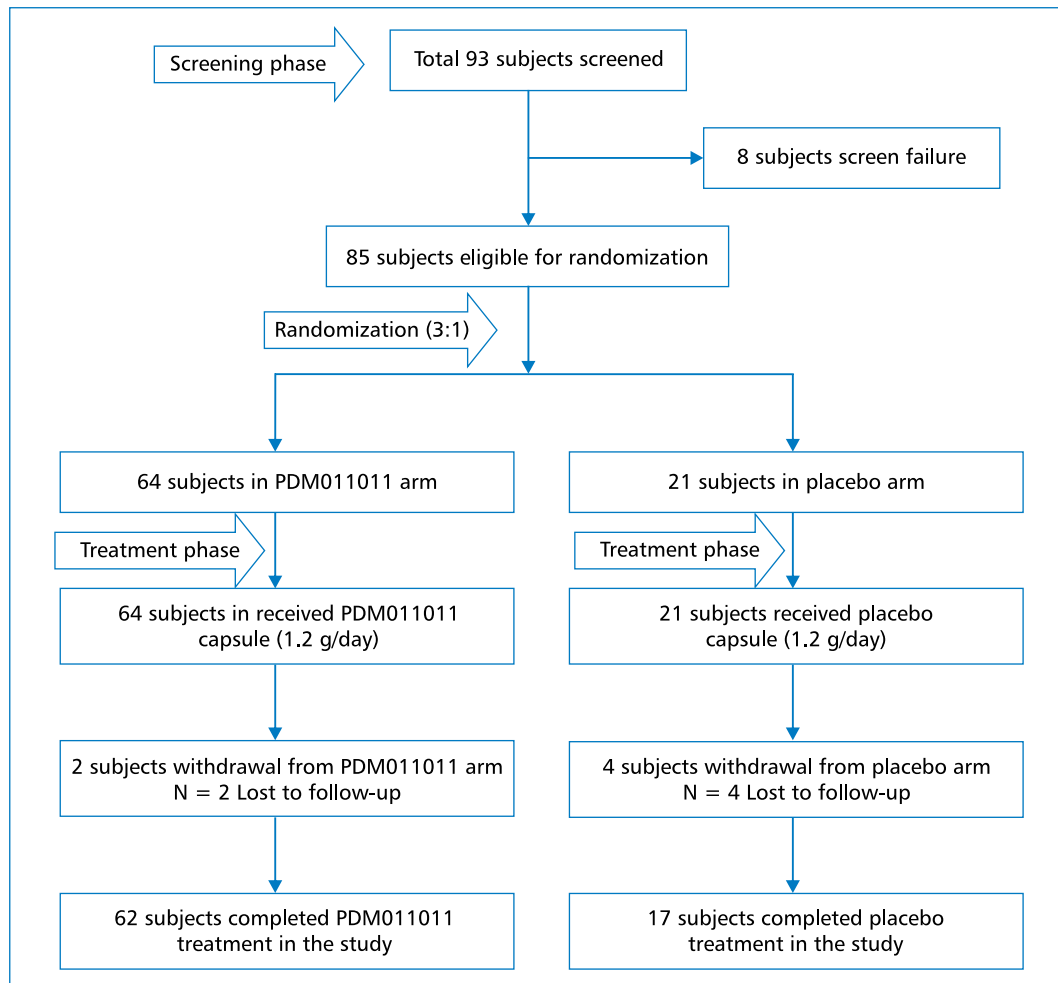 Screening phase
Total 93 subjects screened
8 subjects screen failure
85 subjects eligible for randomization
Randomization (3:1)
64 subjects in PDM011011 arm
21 subjects in placebo arm
Treatment phase
Treatment phase
64 subjects in received PDM011011
capsule (1.2 g/day)
21 subjects received placebo
capsule (1.2 g/day)
2 subjects withdrawal from PDM011011 arm
N = 2 Lost to follow-up
4 subjects withdrawal from placebo arm
N = 4 Lost to follow-up
62 subjects completed PDM011011
treatment in the study
17 subjects completed placebo
treatment in the study